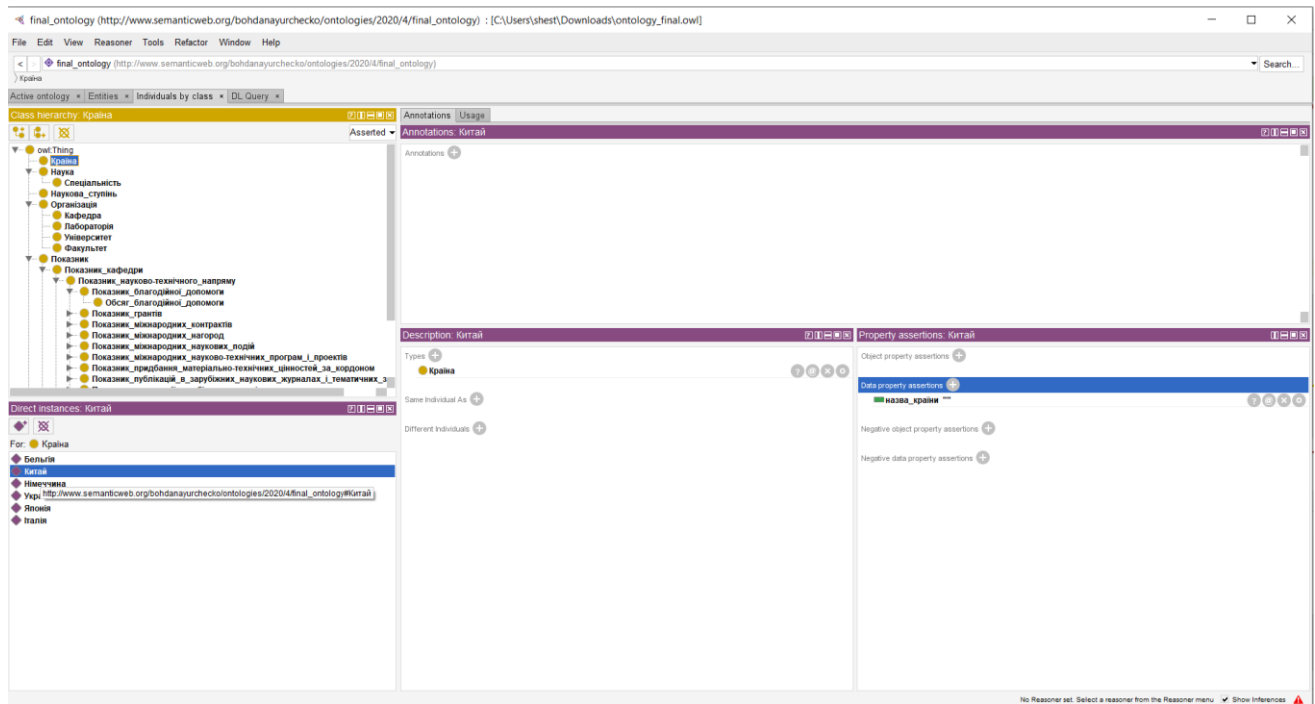 final_ontology (http://www.semanticweb.org/bohdanayurchecko/ontologies/2020/4/final_ontology) : [C:\Users\shest\Downloads\ontology_final.owl]
File Edit View Reasoner Tools Refactor Window Help
< > final_ontology (http://www.semanticweb.org/bohdanayurchecko/ontologies/2020/4/final_ontology) Search...
Країна
Active ontology × Entities × Individuals by class × DL Query ×
Class hierarchy: Країна
Asserted
owl:Thing
Країна
Наука
Спеціальність
Наукова_ступінь
Організація
Кафедра
Лабораторія
Університет
Факультет
Показник
Показник_кафедри
Показник_науково-технічного_напряму
Показник_благодійної_допомоги
Обсяг_благодійної_допомоги
Показник_грантів
Показник_міжнародних_контрактів
Показник_міжнародних_нагород
Показник_міжнародних_наукових_подій
Показник_міжнародних_науково-технічних_програм_і_проектів
Показник_придбання_матеріально-технічних_цінностей_за_кордоном
Показник_публікацій_в_зарубіжних_наукових_журналах_і_тематичних_з
Direct instances: Китай
For: Країна
Бельгія
Китай
Німеччина
Укра
http://www.semanticweb.org/bohdanayurchecko/ontologies/2020/4/final_ontology#Китай
Японія
Італія
Annotations Usage
Annotations: Китай
Annotations
Description: Китай
Types
Країна
Same Individual As
Different Individuals
Property assertions: Китай
Object property assertions
Data property assertions
назва_країни ""
Negative object property assertions
Negative data property assertions
No Reasoner set. Select a reasoner from the Reasoner menu Show Inferences